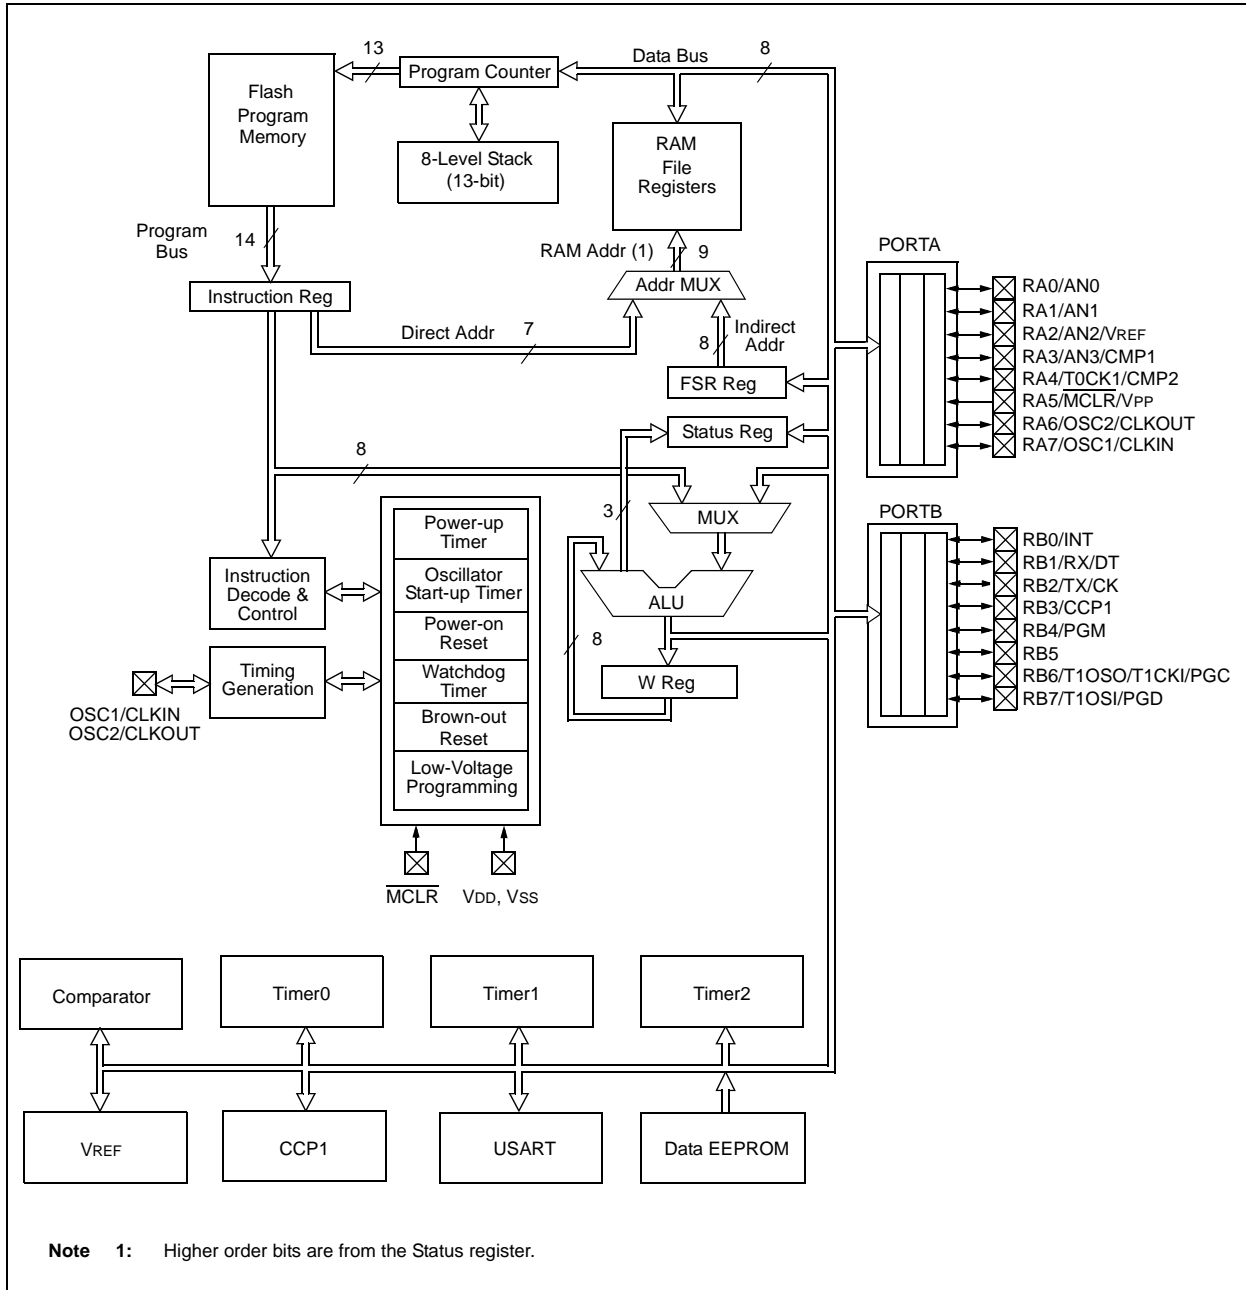 13
Data Bus
8
Program Counter
Flash
Program
Memory
8-Level Stack
(13-bit)
RAM
File
Registers
Program
Bus
14
RAM Addr (1)
9
Addr MUX
Instruction Reg
Direct Addr
7
8
Indirect
Addr
FSR Reg
Status Reg
8
3
MUX
Power-up
Timer
Oscillator
Start-up Timer
Power-on
Reset
Watchdog
Timer
Brown-out
Reset
Low-Voltage
Programming
Instruction
Decode &
Control
Timing
Generation
OSC1/CLKIN
OSC2/CLKOUT
ALU
8
W Reg
MCLR
VDD, VSS
PORTA
RA0/AN0
RA1/AN1
RA2/AN2/VREF
RA3/AN3/CMP1
RA4/T0CK1/CMP2
RA5/MCLR/VPP
RA6/OSC2/CLKOUT
RA7/OSC1/CLKIN
PORTB
RB0/INT
RB1/RX/DT
RB2/TX/CK
RB3/CCP1
RB4/PGM
RB5
RB6/T1OSO/T1CKI/PGC
RB7/T1OSI/PGD
Comparator
Timer0
Timer1
Timer2
VREF
CCP1
USART
Data EEPROM
Note 1: Higher order bits are from the Status register.